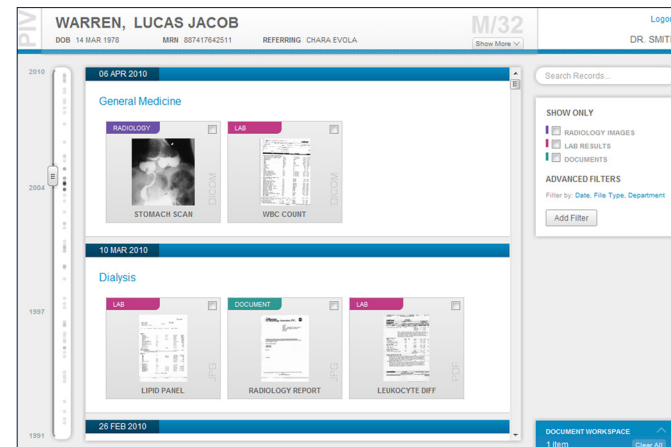 PIV
WARREN, LUCAS JACOB
DOB 14 MAR 1978 MRN 887417642511 REFERRING CHARA EVOLA
M/32
Show More
Logou
DR. SMIT
2010
2004
1997
1991
06 APR 2010
General Medicine
RADIOLOGY
DICOM
STOMACH SCAN
LAB
DICOM
WBC COUNT
10 MAR 2010
Dialysis
LAB
JPG
LIPID PANEL
DOCUMENT
JPG
RADIOLOGY REPORT
LAB
PDF
LEUKOCYTE DIFF
26 FEB 2010
Search Records...
SHOW ONLY
RADIOLOGY IMAGES
LAB RESULTS
DOCUMENTS
ADVANCED FILTERS
Filter by: Date, File Type, Department
Add Filter
DOCUMENT WORKSPACE
1 item
Clear All